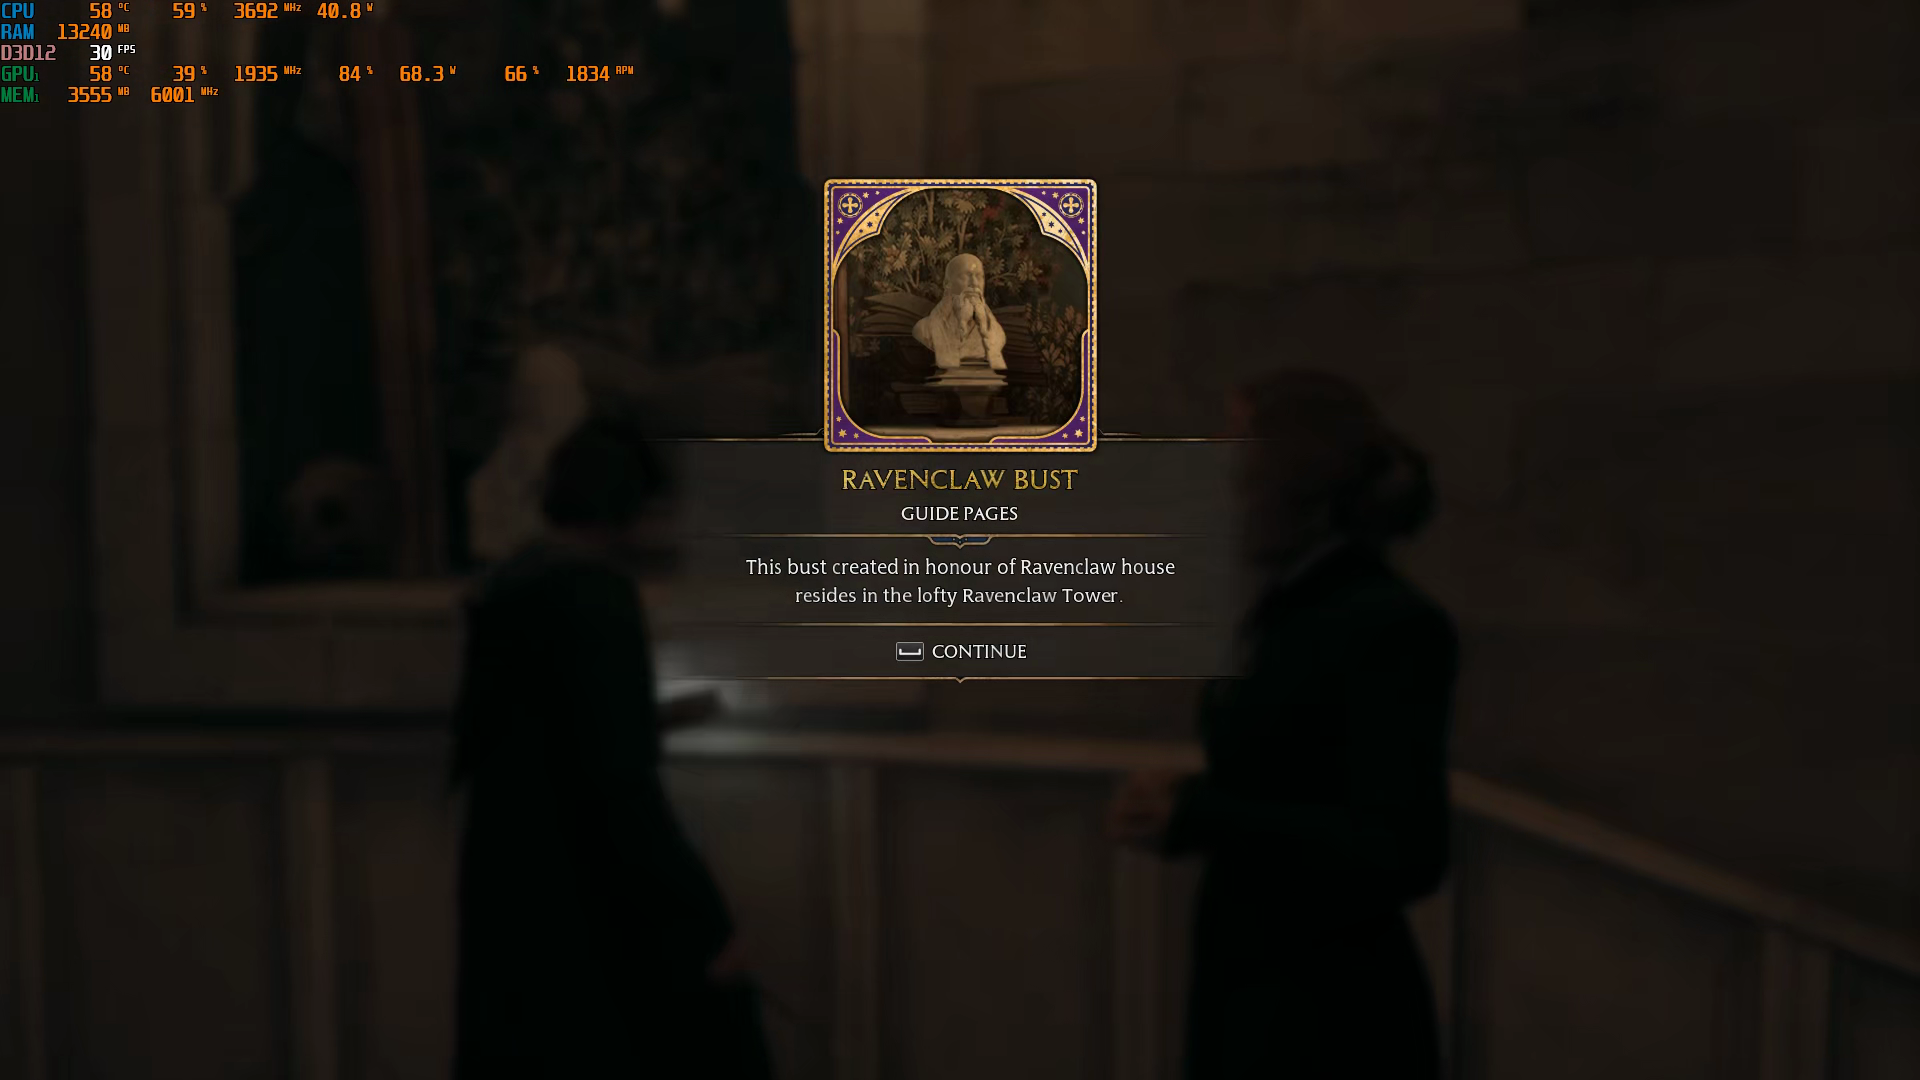 CPU 58 °C 59 % 3692 MHz 40.8 W
RAM 13240 MB
D3D12 30 FPS
GPU1 58 °C 39 % 1935 MHz 84 % 68.3 W 66 % 1834 RPM
MEM1 3555 MB 6001 MHz
RAVENCLAW BUST
GUIDE PAGES
This bust created in honour of Ravenclaw house
resides in the lofty Ravenclaw Tower.
CONTINUE